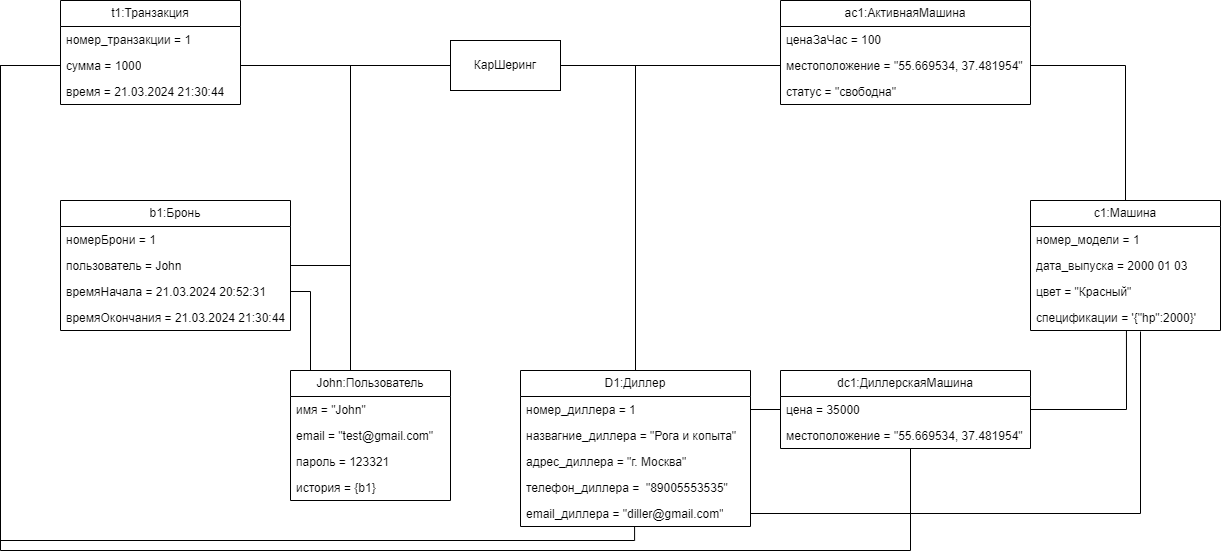 t1:Транзакция
номер_транзакции = 1
сумма = 1000
время = 21.03.2024 21:30:44
КарШеринг
ac1:АктивнаяМашина
ценаЗаЧас = 100
местоположение = "55.669534, 37.481954"
статус = "свободна"
b1:Бронь
номерБрони = 1
пользователь = John
времяНачала = 21.03.2024 20:52:31
времяОкончания = 21.03.2024 21:30:44
c1:Машина
номер_модели = 1
дата_выпуска = 2000 01 03
цвет = "Красный"
спецификации = '{"hp":2000}'
John:Пользователь
имя = "John"
email = "test@gmail.com"
пароль = 123321
история = {b1}
D1:Диллер
номер_диллера = 1
назвагние_диллера = "Рога и копыта"
адрес_диллера = "г. Москва"
телефон_диллера =  "89005553535"
email_диллера = "diller@gmail.com"
dc1:ДиллерскаяМашина
цена = 35000
местоположение = "55.669534, 37.481954"